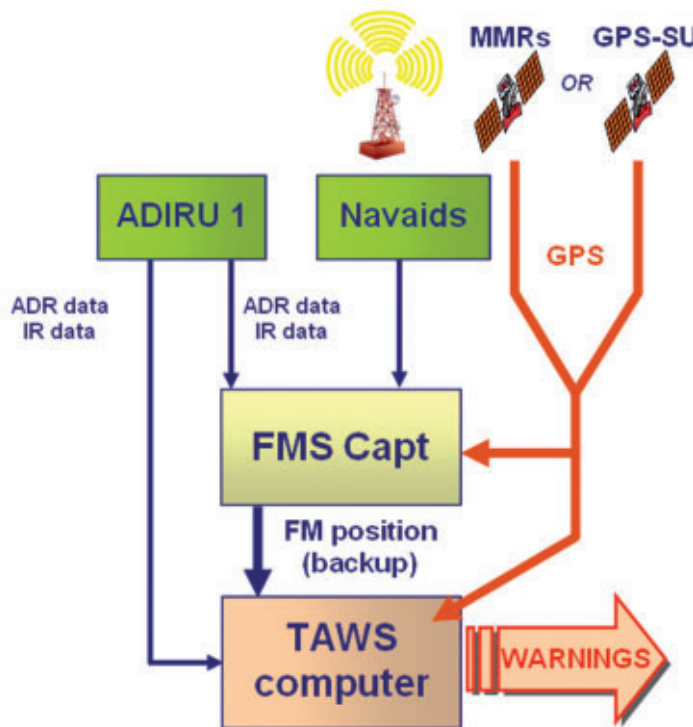 MMRs
GPS-SU
OR
ADIRU 1
Navaids
GPS
ADR data
IR data
ADR data
IR data
FMS Capt
FM position
(backup)
TAWS
computer
WARNINGS